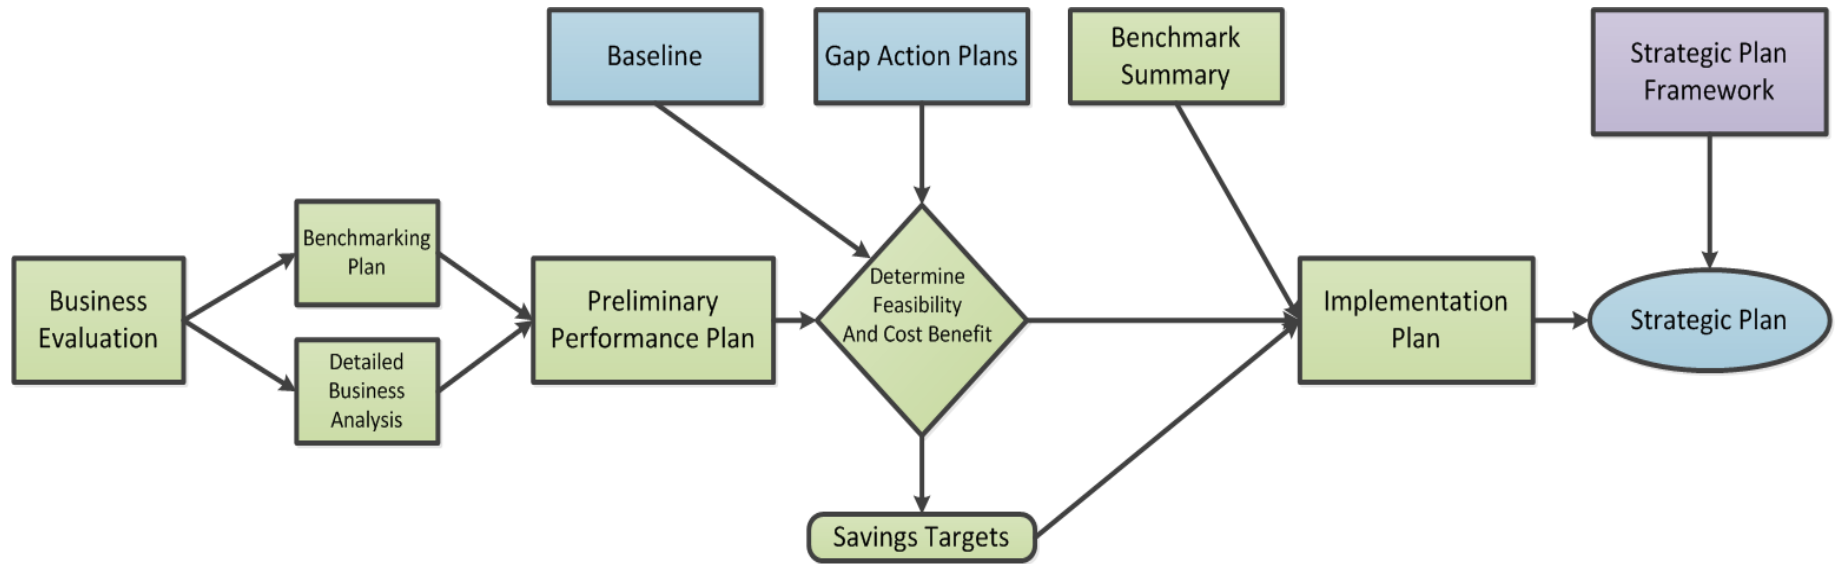 Baseline
Gap Action Plans
Benchmark
Summary
Strategic Plan
Framework
Business
Evaluation
Benchmarking
Plan
Detailed
Business
Analysis
Preliminary
Performance Plan
Determine
Feasibility
And Cost Benefit
Savings Targets
Implementation
Plan
Strategic Plan